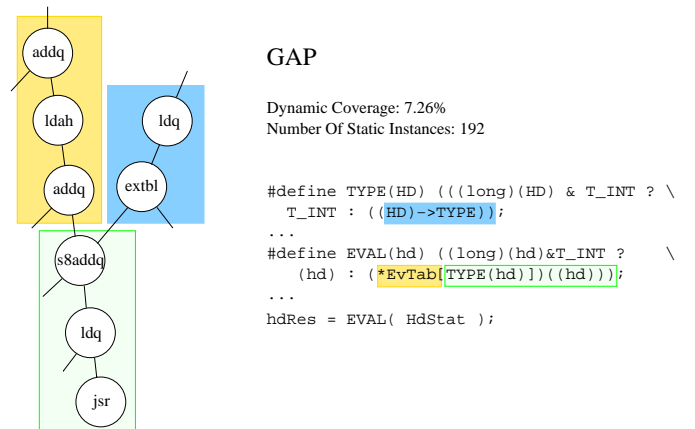 addq
ldah
addq
ldq
extbl
s8addq
ldq
jsr
GAP
Dynamic Coverage: 7.26%
Number Of Static Instances: 192
#define TYPE(HD) (((long)(HD) & T_INT ? \
T_INT : ((HD)->TYPE));
...
#define EVAL(hd) ((long)(hd)&T_INT ? \
(hd) : (*EvTab[TYPE(hd)])((hd)));
...
hdRes = EVAL( HdStat );